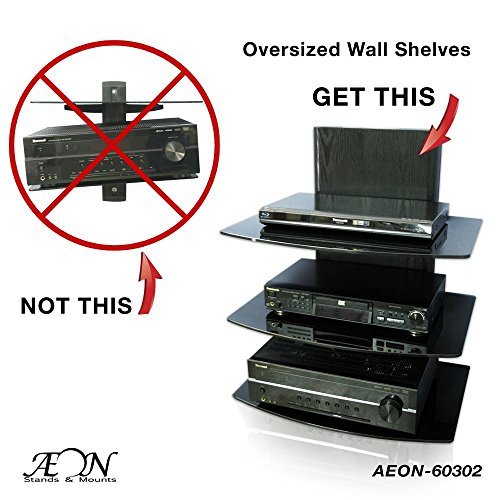 Oversized Wall Shelves
GET THIS
NOT THIS
ÆON
Stands & Mounts
AEON-60302